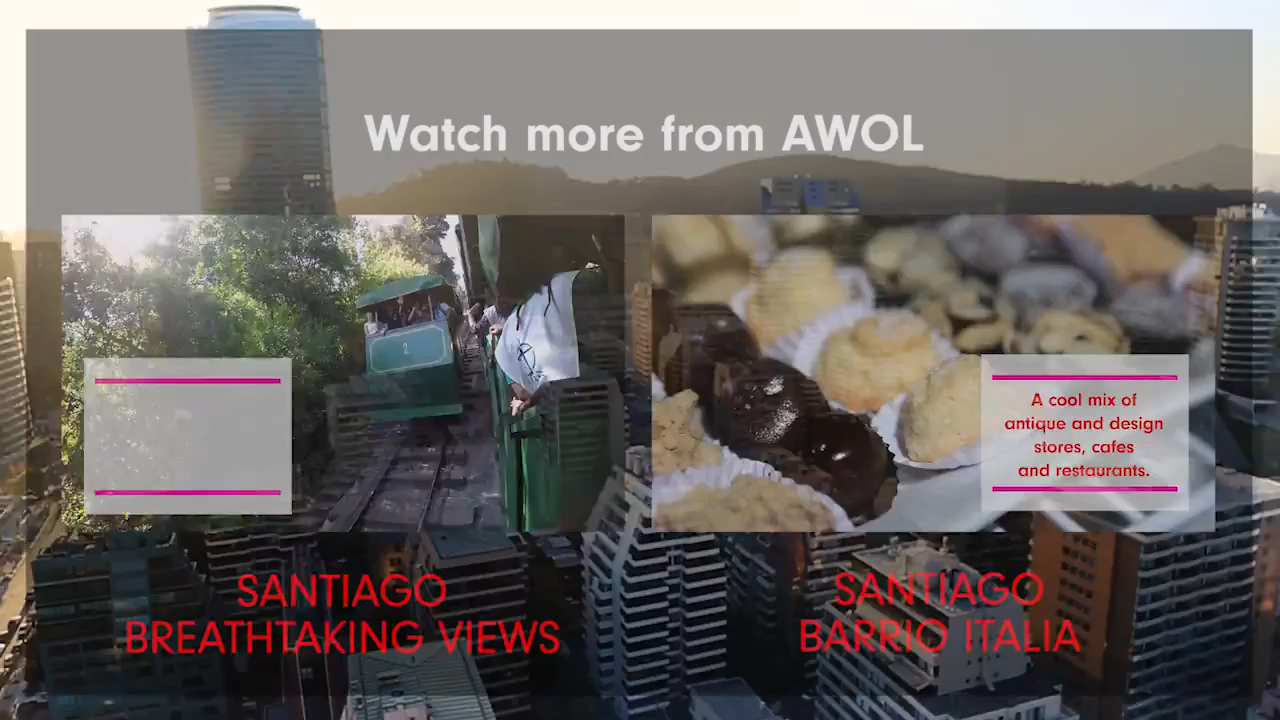 Watch more from AWOL
2
A cool mix of
antique and design
stores, cafes
and restaurants.
SANTIAGO
BREATHTAKING VIEWS
SANTIAGO
BARRIO ITALIA